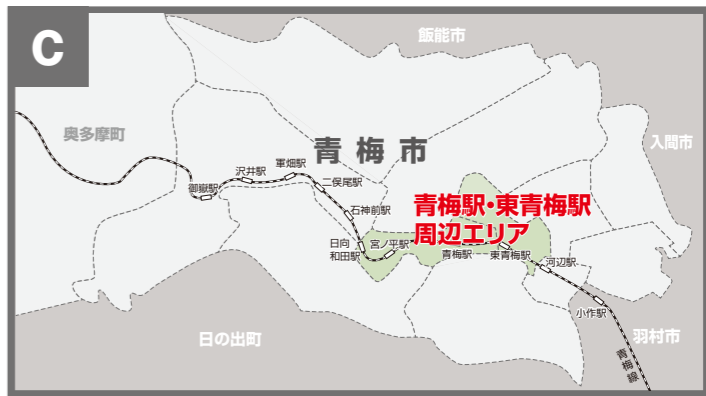 C
飯能市
奥多摩町
青梅市
入間市
御嶽駅
沢井駅
軍畑駅
二俣尾駅
石神前駅
青梅駅・東青梅駅
周辺エリア
日向
和田駅
宮ノ平駅
青梅駅
東青梅駅
河辺駅
小作駅
日の出町
羽村市
青梅線